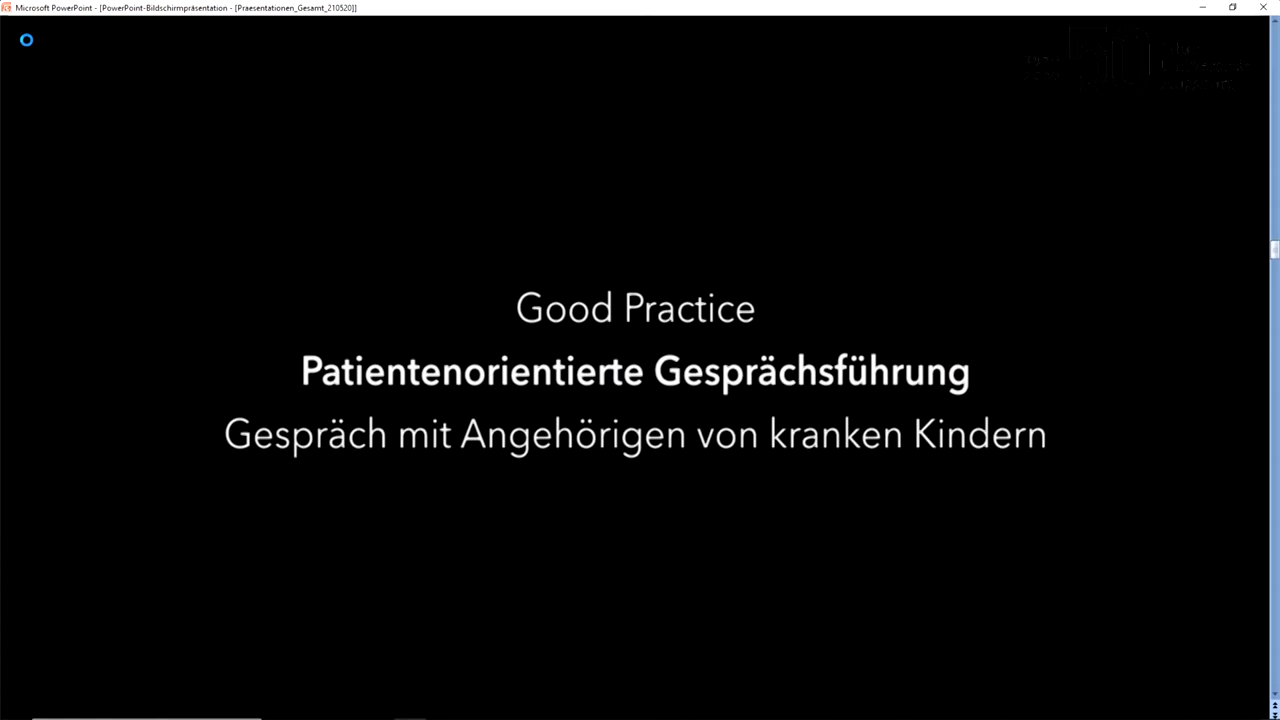 Microsoft PowerPoint - [PowerPoint-Bildschirmpräsentation - [Praesentationen_Gesamt_210520]]
Good Practice
Patientenorientierte Gesprächsführung
Gespräch mit Angehörigen von kranken Kindern